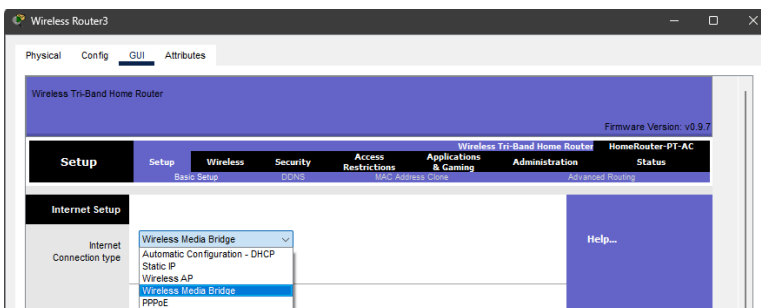 Wireless Router3
Physical Config GUI Attributes
Wireless Tri-Band Home Router
Firmware Version: v0.9.7
Wireless Tri-Band Home Router HomeRouter-PT-AC
Setup
Setup Wireless Security Access Restrictions Applications & Gaming Administration Status
Basic Setup DDNS MAC Address Clone Advanced Routing
Internet Setup
Internet Connection type
Wireless Media Bridge
Help...
Automatic Configuration - DHCP
Static IP
Wireless AP
Wireless Media Bridge
PPPoE